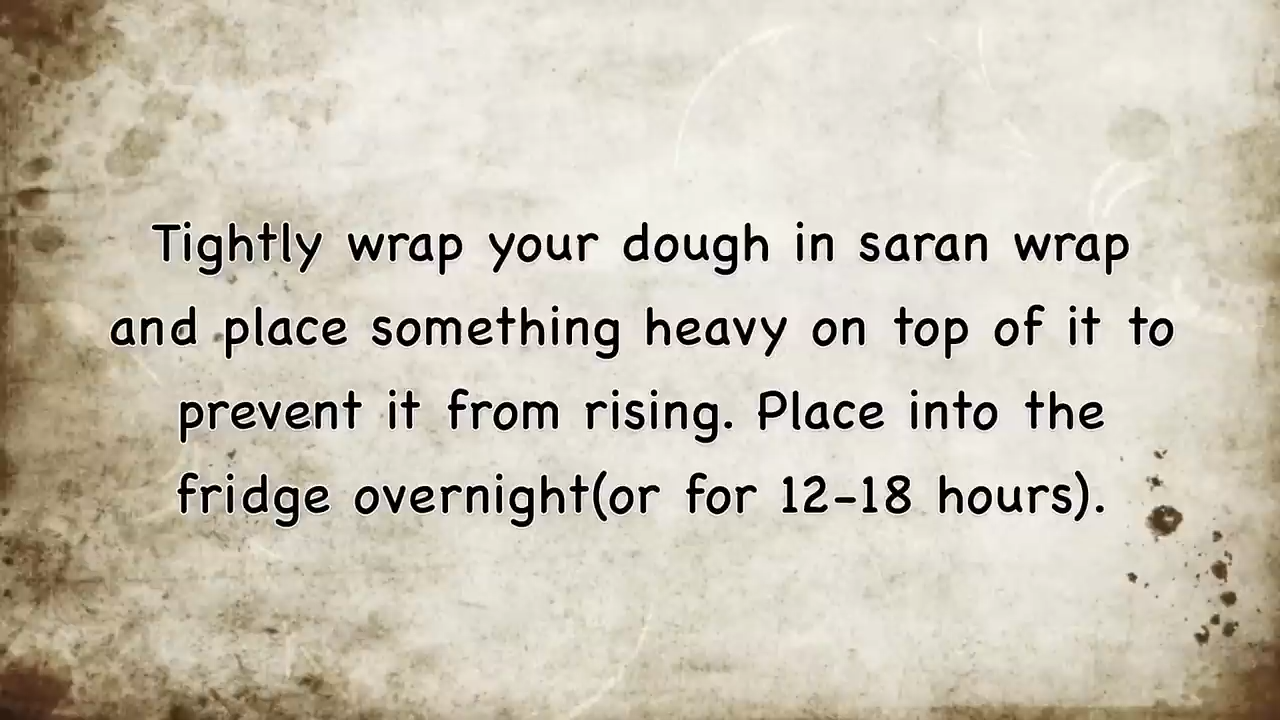 Tightly wrap your dough in saran wrap
and place something heavy on top of it to
prevent it from rising. Place into the
fridge overnight(or for 12-18 hours).